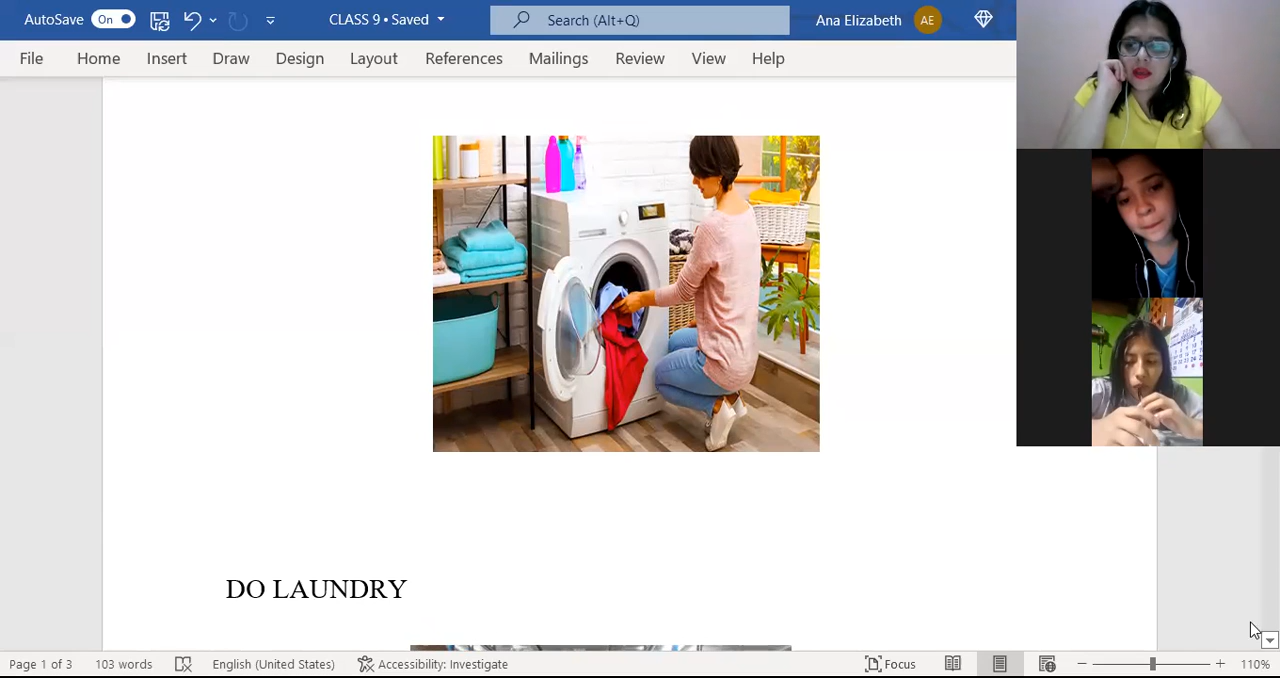 AutoSave On CLASS 9 • Saved Search (Alt+Q) Ana Elizabeth AE
File Home Insert Draw Design Layout References Mailings Review View Help
DO LAUNDRY
Page 1 of 3 103 words English (United States) Accessibility: Investigate Focus 110%